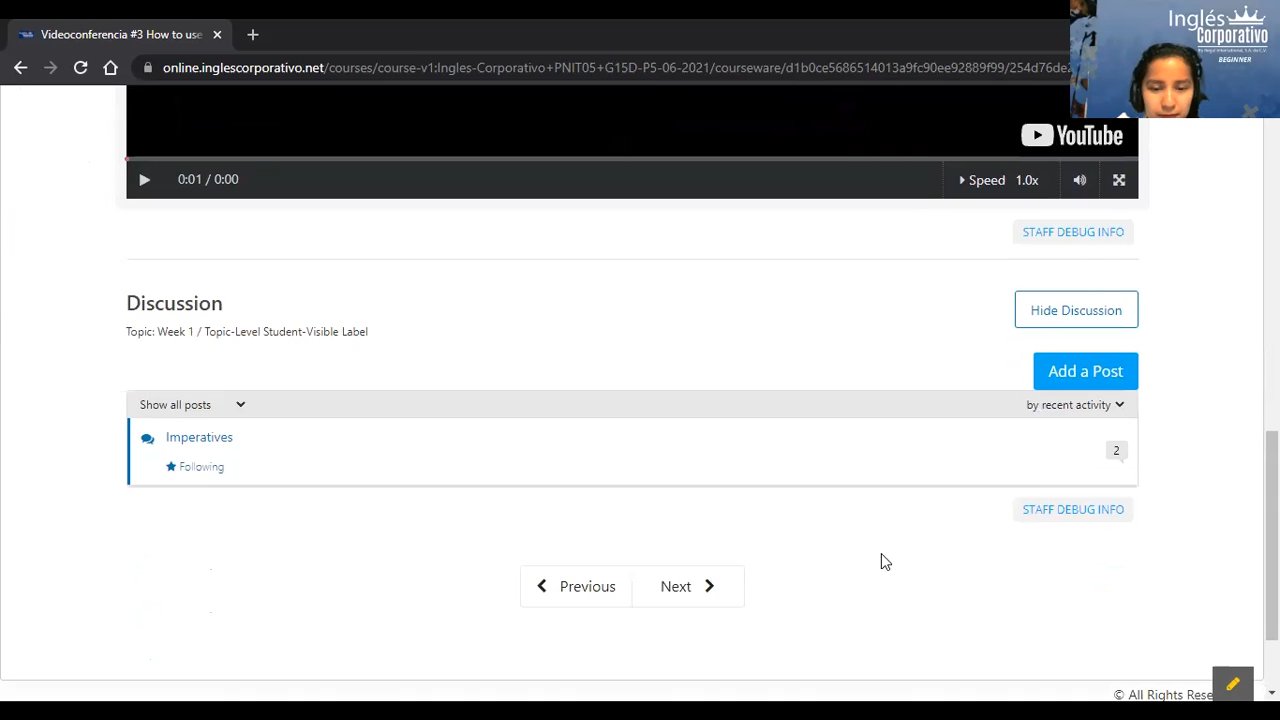 Videoconferencia #3 How to use
online.inglescorporativo.net/courses/course-v1:Ingles-Corporativo+PNIT05+G15D-P5-06-2021/courseware/d1b0ce5686514013a9fc90ee92889f99/254d76de2
Inglés
Corporativo
BEGINNER
YouTube
0:01 / 0:00
Speed 1.0x
STAFF DEBUG INFO
Discussion
Hide Discussion
Topic: Week 1 / Topic-Level Student-Visible Label
Add a Post
Show all posts
by recent activity
Imperatives
2
Following
STAFF DEBUG INFO
Previous
Next
© All Rights Rese